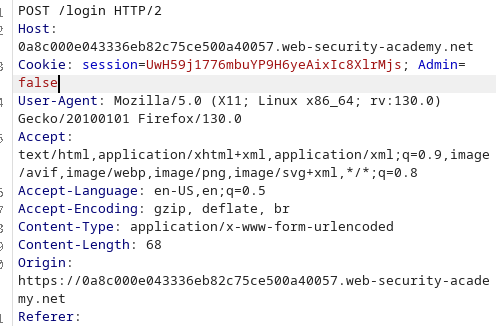 1 POST /login HTTP/2
2 Host:
0a8c000e043336eb82c75ce500a40057.web-security-academy.net
3 Cookie: session=UwH59j1776mbuYP9H6yeAixIc8XlrMjs; Admin=
false
4 User-Agent: Mozilla/5.0 (X11; Linux x86_64; rv:130.0)
Gecko/20100101 Firefox/130.0
5 Accept:
text/html,application/xhtml+xml,application/xml;q=0.9,image
/avif,image/webp,image/png,image/svg+xml,*/*;q=0.8
6 Accept-Language: en-US,en;q=0.5
7 Accept-Encoding: gzip, deflate, br
8 Content-Type: application/x-www-form-urlencoded
9 Content-Length: 68
0 Origin:
https://0a8c000e043336eb82c75ce500a40057.web-security-acade
my.net
1 Referer: